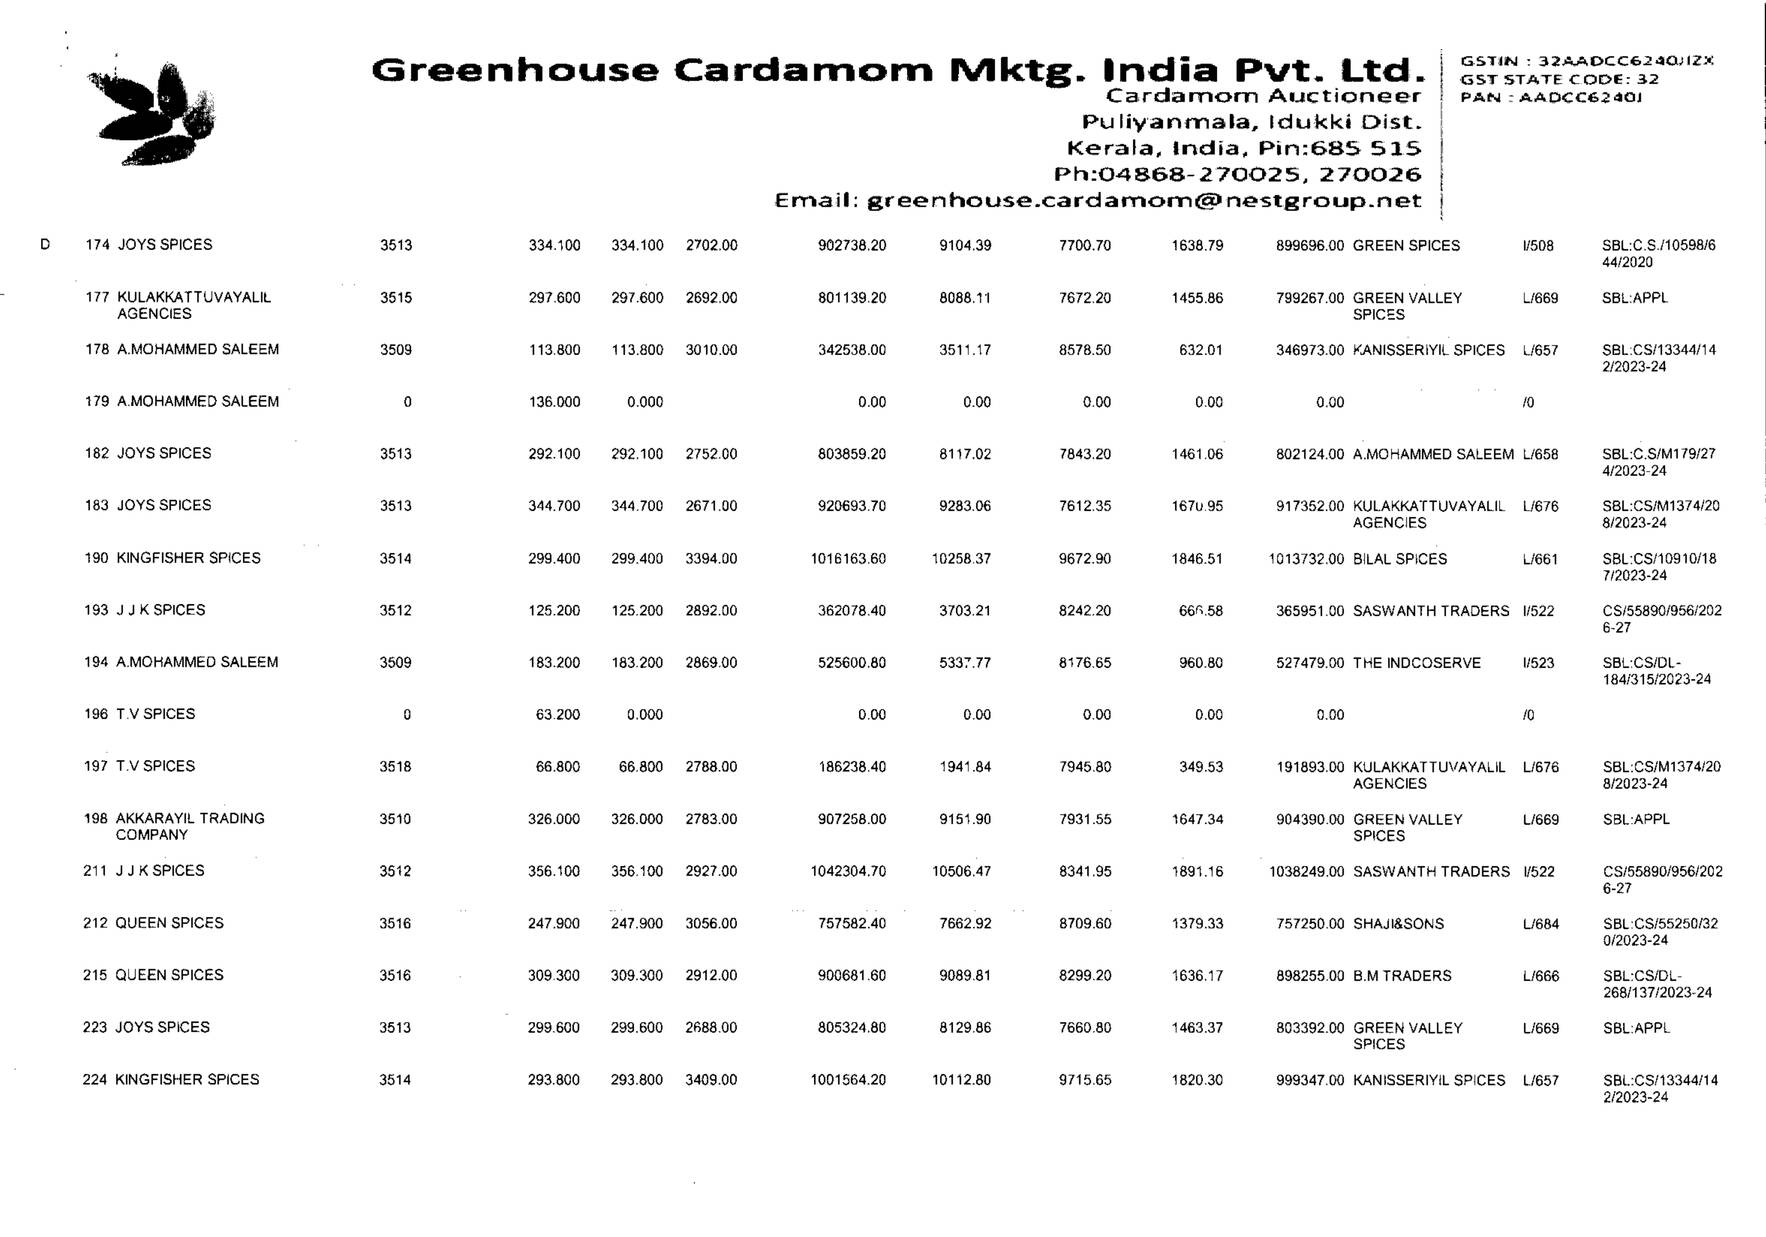 Greenhouse Cardamom Mktg. India Pvt. Ltd.
Cardamom Auctioneer
Puliyanmala, Idukki Dist.
Kerala, India, Pin:685 515
Ph:04868-270025, 270026
Email: greenhouse.cardamom@nestgroup.net
GSTIN : 32AADCC6240J1ZX
GST STATE CODE: 32
PAN : AADCC6240J
D 174 JOYS SPICES 3513 334.100 334.100 2702.00 902738.20 9104.39 7700.70 1638.79 899696.00 GREEN SPICES I/508 SBL:C.S./10598/6
44/2020
177 KULAKKATTUVAYALIL 3515 297.600 297.600 2692.00 801139.20 8088.11 7672.20 1455.86 799267.00 GREEN VALLEY L/669 SBL:APPL
AGENCIES SPICES
178 A.MOHAMMED SALEEM 3509 113.800 113.800 3010.00 342538.00 3511.17 8578.50 632.01 346973.00 KANISSERIYIL SPICES L/657 SBL:CS/13344/14
2/2023-24
179 A.MOHAMMED SALEEM 0 136.000 0.000 0.00 0.00 0.00 0.00 0.00 /0
182 JOYS SPICES 3513 292.100 292.100 2752.00 803859.20 8117.02 7843.20 1461.06 802124.00 A.MOHAMMED SALEEM L/658 SBL:C.S/M179/27
4/2023-24
183 JOYS SPICES 3513 344.700 344.700 2671.00 920693.70 9283.06 7612.35 1670.95 917352.00 KULAKKATTUVAYALIL L/676 SBL:CS/M1374/20
AGENCIES 8/2023-24
190 KINGFISHER SPICES 3514 299.400 299.400 3394.00 1016163.60 10258.37 9672.90 1846.51 1013732.00 BILAL SPICES L/661 SBL:CS/10910/18
7/2023-24
193 J J K SPICES 3512 125.200 125.200 2892.00 362078.40 3703.21 8242.20 666.58 365951.00 SASWANTH TRADERS I/522 CS/55890/956/202
6-27
194 A.MOHAMMED SALEEM 3509 183.200 183.200 2869.00 525600.80 5337.77 8176.65 960.80 527479.00 THE INDCOSERVE I/523 SBL:CS/DL-
184/315/2023-24
196 T.V SPICES 0 63.200 0.000 0.00 0.00 0.00 0.00 0.00 /0
197 T.V SPICES 3518 66.800 66.800 2788.00 186238.40 1941.84 7945.80 349.53 191893.00 KULAKKATTUVAYALIL L/676 SBL:CS/M1374/20
AGENCIES 8/2023-24
198 AKKARAYIL TRADING 3510 326.000 326.000 2783.00 907258.00 9151.90 7931.55 1647.34 904390.00 GREEN VALLEY L/669 SBL:APPL
COMPANY SPICES
211 J J K SPICES 3512 356.100 356.100 2927.00 1042304.70 10506.47 8341.95 1891.16 1038249.00 SASWANTH TRADERS I/522 CS/55890/956/202
6-27
212 QUEEN SPICES 3516 247.900 247.900 3056.00 757582.40 7662.92 8709.60 1379.33 757250.00 SHAJI&SONS L/684 SBL:CS/55250/32
0/2023-24
215 QUEEN SPICES 3516 309.300 309.300 2912.00 900681.60 9089.81 8299.20 1636.17 898255.00 B.M TRADERS L/666 SBL:CS/DL-
268/137/2023-24
223 JOYS SPICES 3513 299.600 299.600 2688.00 805324.80 8129.86 7660.80 1463.37 803392.00 GREEN VALLEY L/669 SBL:APPL
SPICES
224 KINGFISHER SPICES 3514 293.800 293.800 3409.00 1001564.20 10112.80 9715.65 1820.30 999347.00 KANISSERIYIL SPICES L/657 SBL:CS/13344/14
2/2023-24